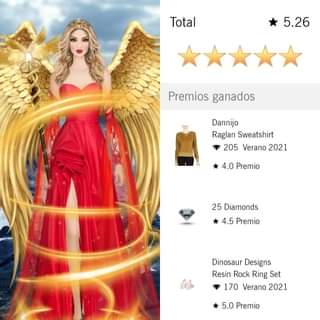 Total ★ 5.26
Premios ganados
Dannijo
Raglan Sweatshirt
205 Verano 2021
★ 4.0 Premio
25 Diamonds
★ 4.5 Premio
Dinosaur Designs
Resin Rock Ring Set
170 Verano 2021
★ 5.0 Premio